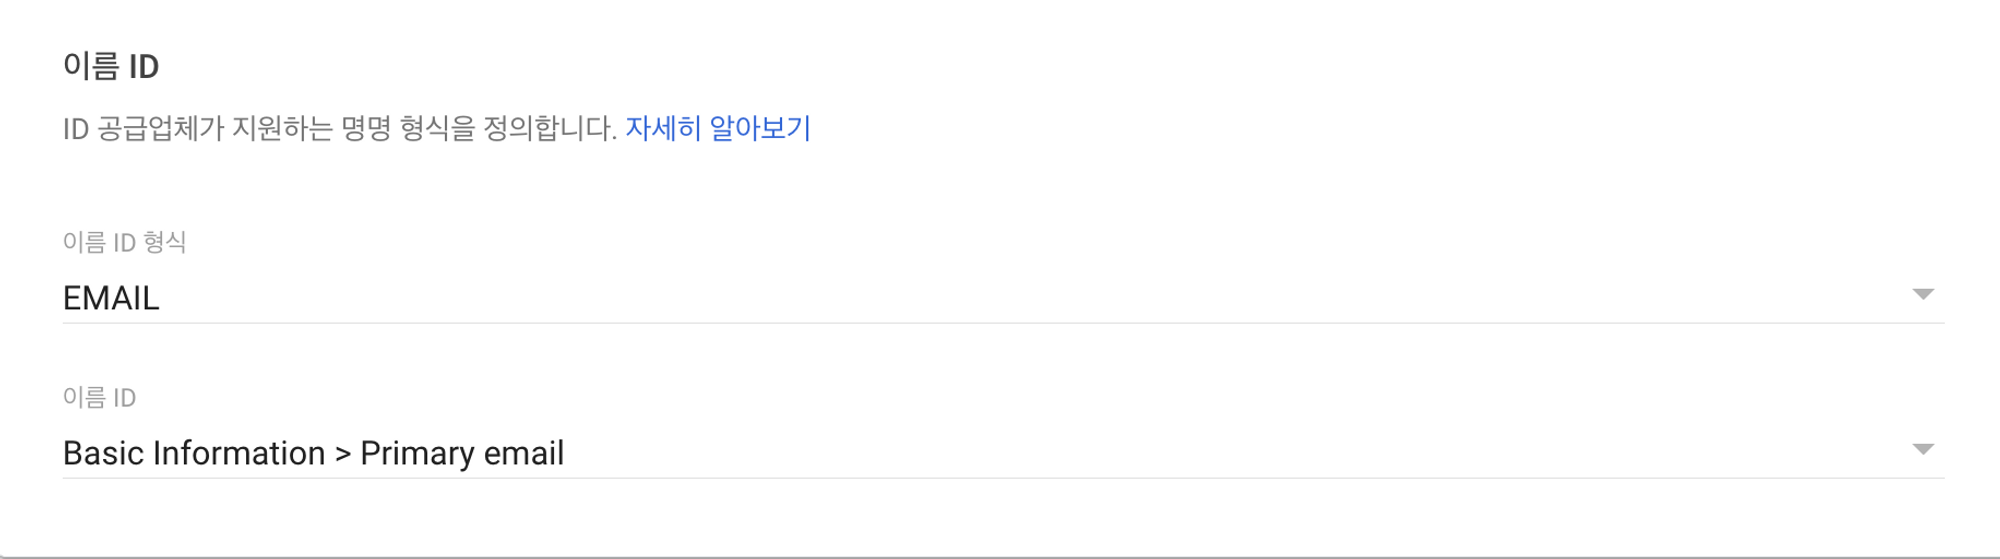 이름 ID
ID 공급업체가 지원하는 명명 형식을 정의합니다. 자세히 알아보기
이름 ID 형식
EMAIL
이름 ID
Basic Information > Primary email